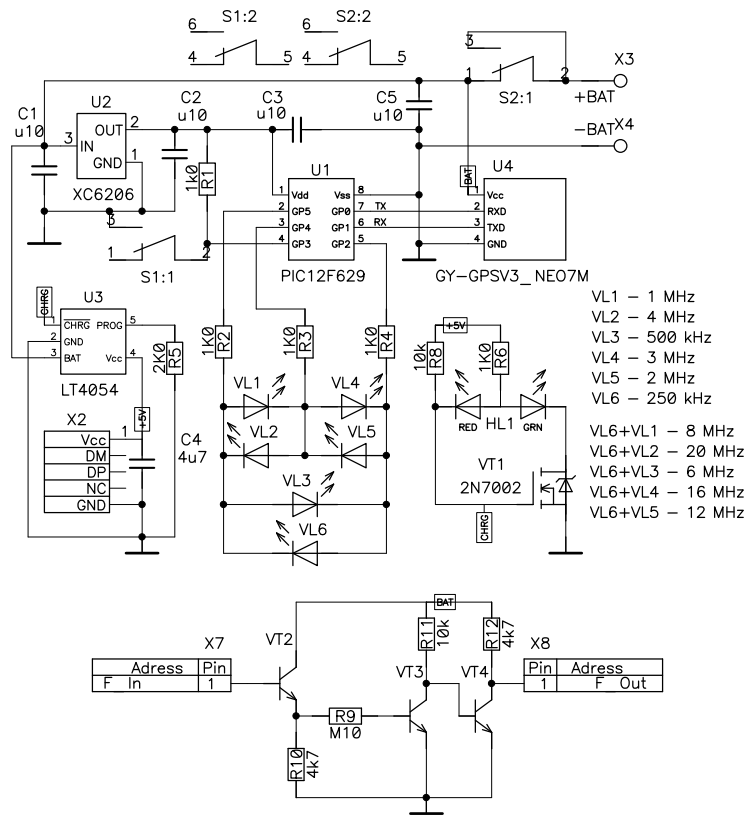 S1:2 S2:2
6 6
4 5 4 5
3
1 2
S2:1
X3
+BAT
-BAT X4
C1
u10
U2
3 IN OUT 2
GND 1
XC6206
C2
u10
C3
u10
C5
u10
1k0 R1
3
1 2
S1:1
U1
1 Vdd Vss 8
2 GP5 GP0 7 TX
3 GP4 GP1 6 RX
4 GP3 GP2 5
PIC12F629
BAT
U4
1 Vcc
2 RXD
3 TXD
4 GND
GY-GPSV3_NEO7M
CHRG
U3
1 CHRG PROG 5
2 GND
3 BAT Vcc 4
LT4054
2K0 R5
+5V
X2
Vcc 1
DM
DP
NC
GND
C4
4u7
1K0 R2
1K0 R3
1K0 R4
VL1 VL4
VL2 VL5
VL3
VL6
+5V
10k R8
1K0 R6
RED HL1 GRN
VT1
2N7002
CHRG
VL1 - 1 MHz
VL2 - 4 MHz
VL3 - 500 kHz
VL4 - 3 MHz
VL5 - 2 MHz
VL6 - 250 kHz
VL6+VL1 - 8 MHz
VL6+VL2 - 20 MHz
VL6+VL3 - 6 MHz
VL6+VL4 - 16 MHz
VL6+VL5 - 12 MHz
X7
Adress Pin
F In 1
VT2
R9
M10
R10 4k7
BAT
R11 10k
R12 4k7
VT3
VT4
X8
Pin Adress
1 F Out